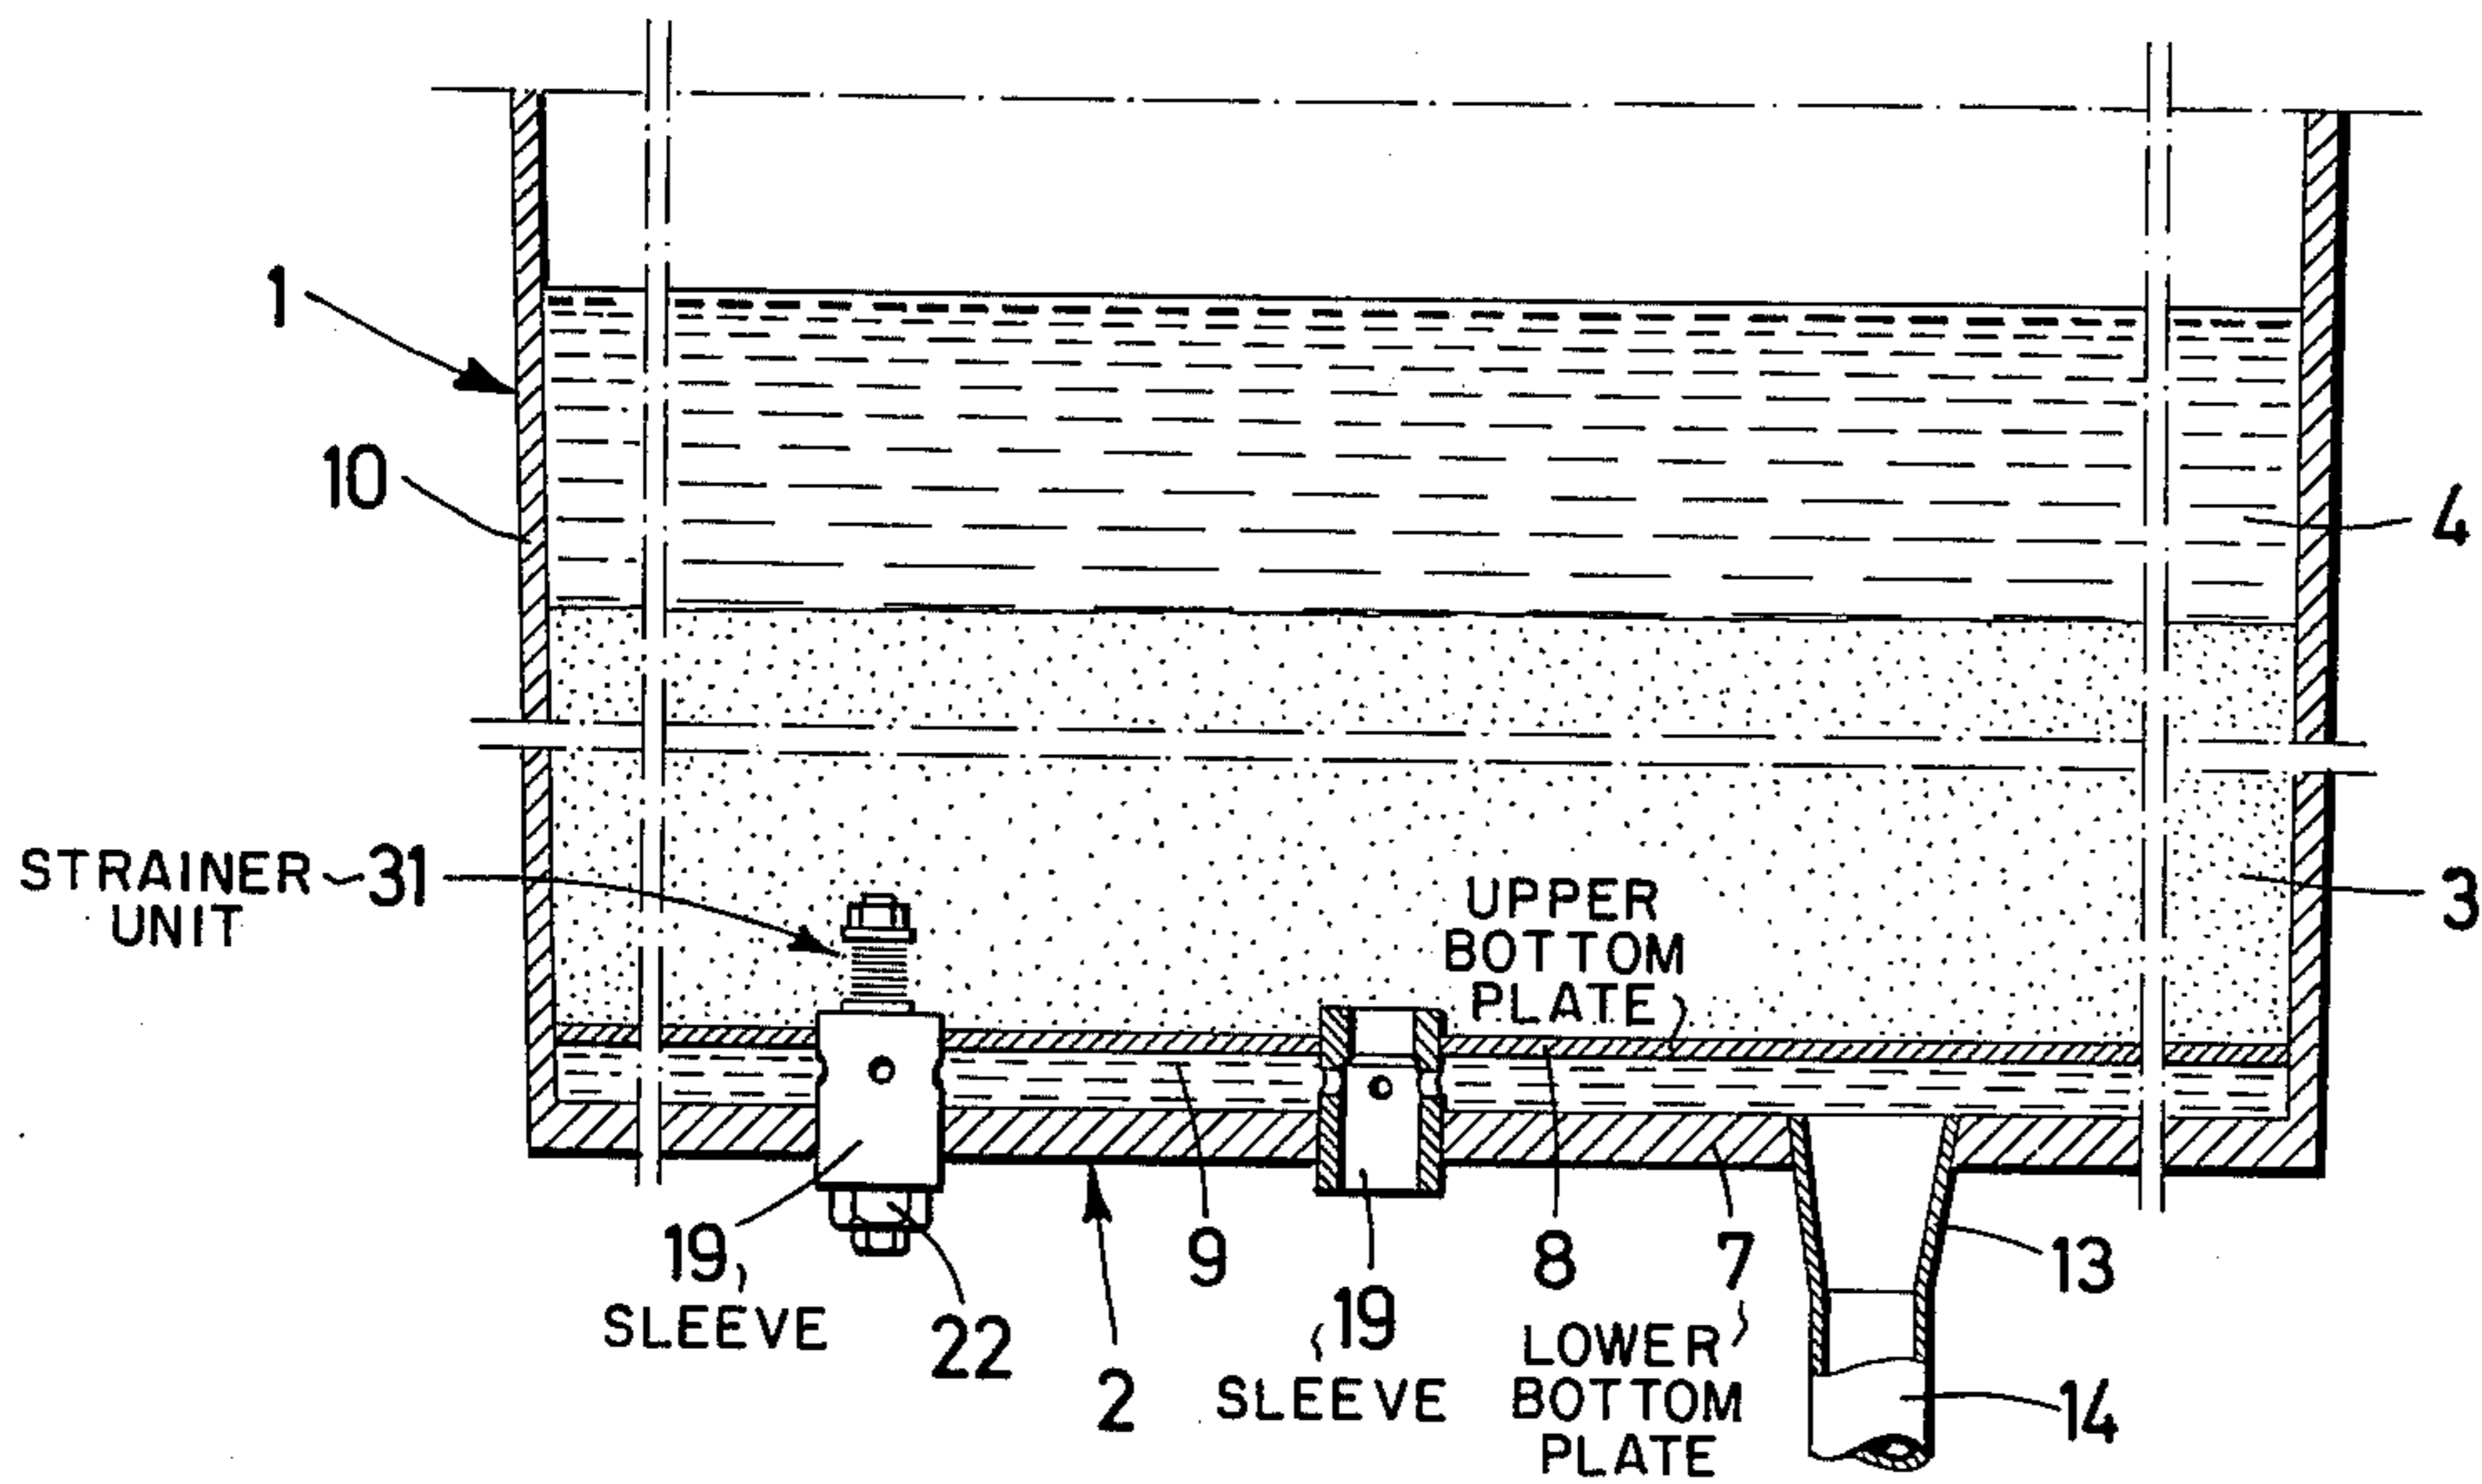 1
10
4
STRAINER 31
UNIT
3
UPPER
BOTTOM
PLATE
19
SLEEVE
22
2
9
19
SLEEVE
8
7
LOWER
BOTTOM
PLATE
13
14